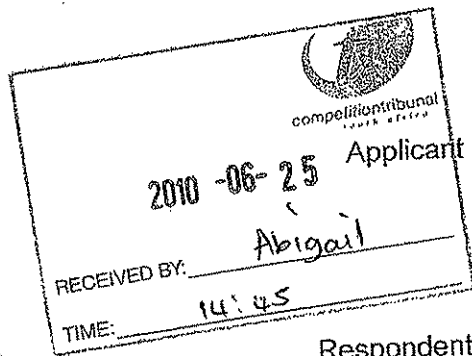 competitiontribunal
south africa
Applicant
2010 -06- 25
RECEIVED BY: Abigail
TIME: 14:45
Respondent